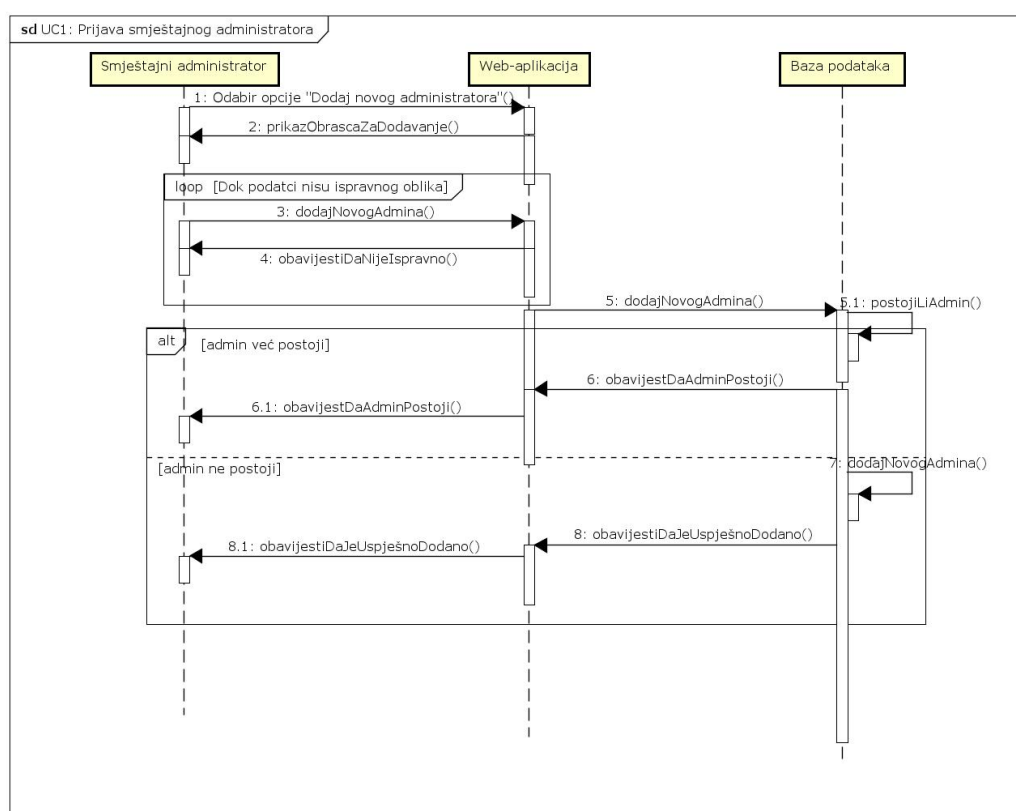 sd UC1: Prijava smještajnog administratora
Smještajni administrator
Web-aplikacija
Baza podataka
1: Odabir opcije "Dodaj novog administratora"()
2: prikazObrascaZaDodavanje()
loop [Dok podatci nisu ispravnog oblika]
3: dodajNovogAdmina()
4: obavijestiDaNijeIspravno()
5: dodajNovogAdmina()
5.1: postojiLiAdmin()
alt [admin već postoji]
6: obavijestDaAdminPostoji()
6.1: obavijestDaAdminPostoji()
[admin ne postoji]
7: dodajNovogAdmina()
8: obavijestiDaJeUspješnoDodano()
8.1: obavijestiDaJeUspješnoDodano()